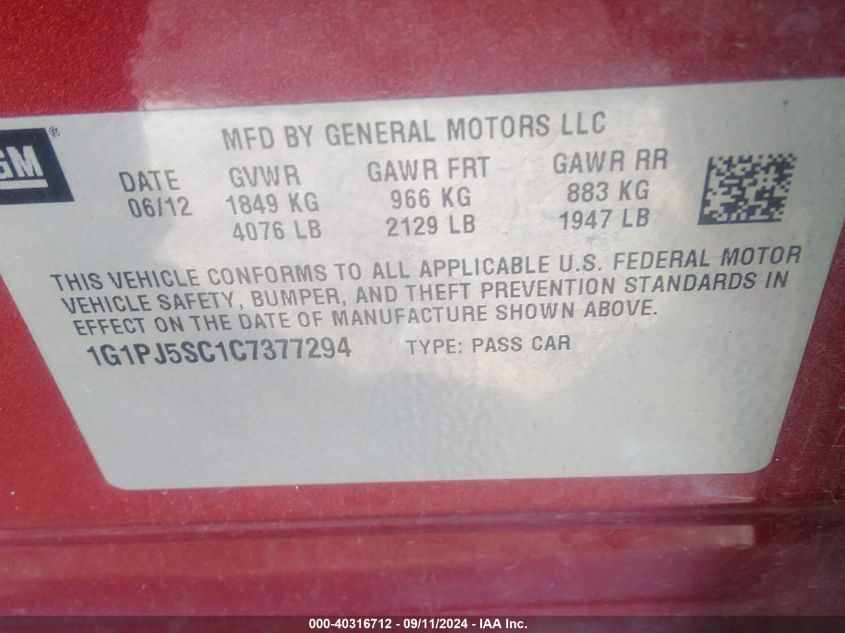 GM®
MFD BY GENERAL MOTORS LLC
DATE GVWR GAWR FRT GAWR RR
06/12 1849 KG 966 KG 883 KG
4076 LB 2129 LB 1947 LB
THIS VEHICLE CONFORMS TO ALL APPLICABLE U.S. FEDERAL MOTOR
VEHICLE SAFETY, BUMPER, AND THEFT PREVENTION STANDARDS IN
EFFECT ON THE DATE OF MANUFACTURE SHOWN ABOVE.
1G1PJ5SC1C7377294 TYPE: PASS CAR
000-40316712 - 09/11/2024 - IAA Inc.